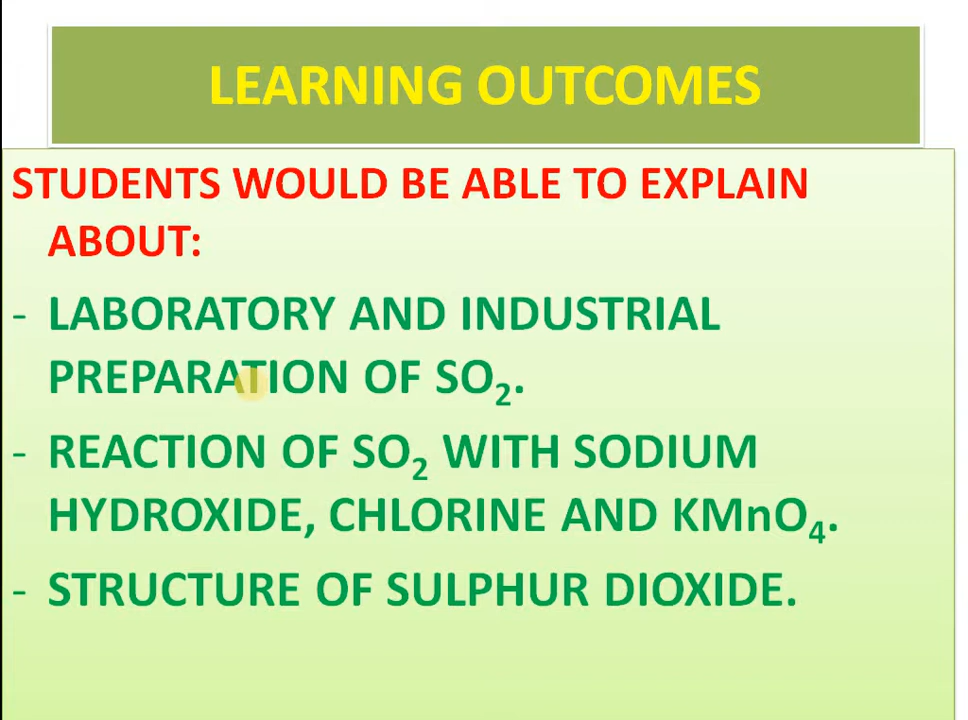 LEARNING OUTCOMES
STUDENTS WOULD BE ABLE TO EXPLAIN
ABOUT:
- LABORATORY AND INDUSTRIAL
PREPARATION OF SO₂.
- REACTION OF SO₂ WITH SODIUM
HYDROXIDE, CHLORINE AND KMnO₄.
- STRUCTURE OF SULPHUR DIOXIDE.